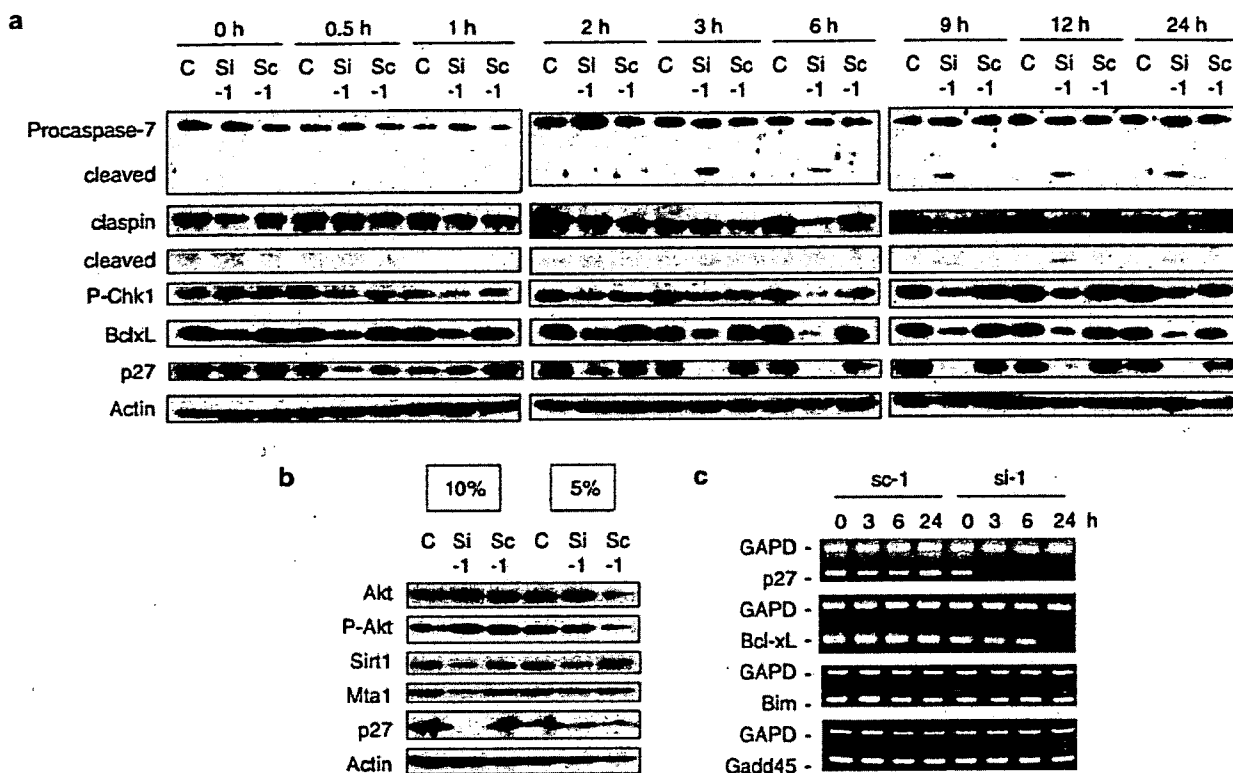 a
0 h 0.5 h 1 h 2 h 3 h 6 h 9 h 12 h 24 h
C Si Sc C Si Sc C Si Sc C Si Sc C Si Sc C Si Sc C Si Sc C Si Sc C Si Sc
-1 -1 -1 -1 -1 -1 -1 -1 -1 -1 -1 -1 -1 -1 -1 -1 -1 -1
Procaspase-7
cleaved
claspin
cleaved
P-Chk1
BclxL
p27
Actin
b
10% 5%
C Si Sc C Si Sc
-1 -1 -1 -1
Akt
P-Akt
Sirt1
Mta1
p27
Actin
c
sc-1 si-1
0 3 6 24 0 3 6 24 h
GAPD -
p27 -
GAPD -
Bcl-xL -
GAPD -
Bim -
GAPD -
Gadd45 -